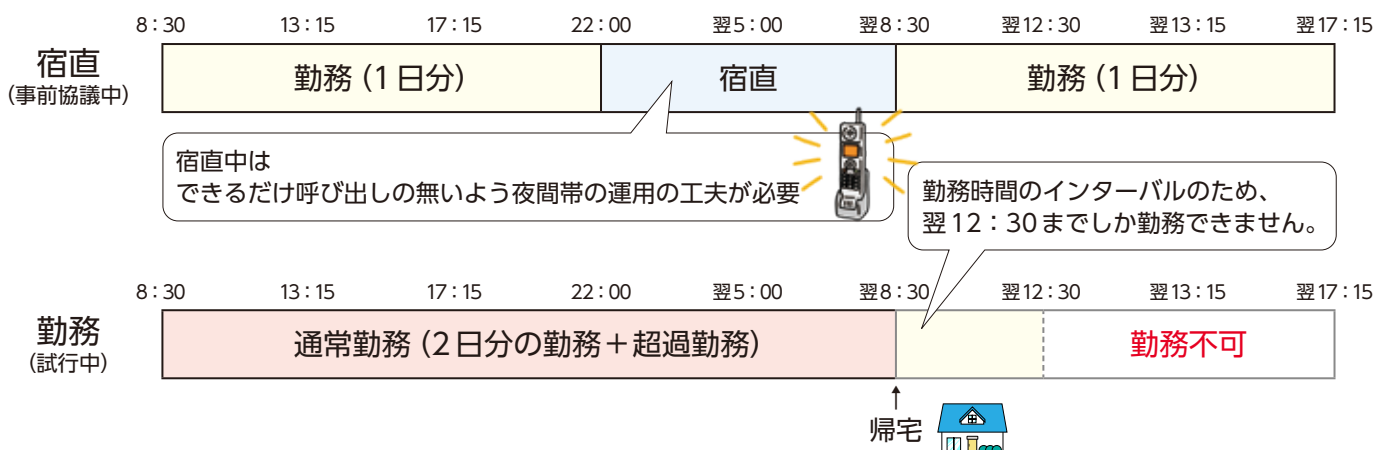 8：30 13：15 17：15 22：00 翌5：00 翌8：30 翌12：30 翌13：15 翌17：15
宿直
（事前協議中）
勤務（1日分） 宿直 勤務（1日分）
宿直中は
できるだけ呼び出しの無いよう夜間帯の運用の工夫が必要
勤務時間のインターバルのため、
翌12：30までしか勤務できません。
8：30 13：15 17：15 22：00 翌5：00 翌8：30 翌12：30 翌13：15 翌17：15
勤務
（試行中）
通常勤務（2日分の勤務＋超過勤務） 勤務不可
↑
帰宅